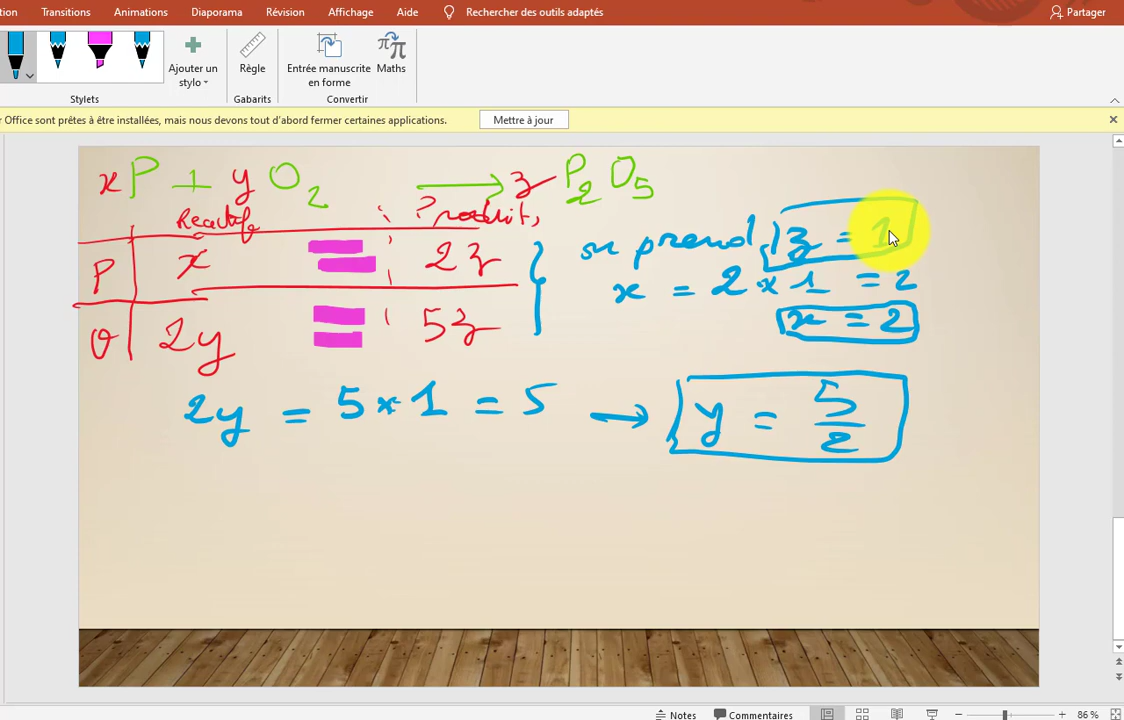 tion Transitions Animations Diaporama Révision Affichage Aide Rechercher des outils adaptés Partager
Ajouter un stylo
Règle
Entrée manuscrite en forme
Maths
Stylets Gabarits Convertir
r Office sont prêtes à être installées, mais nous devons tout d'abord fermer certaines applications. Mettre à jour
xP + yO2 → zP2O5
Reactifs Produits
P x = 2z
O 2y = 5z
on prend z = 1
x = 2 * 1 = 2
x = 2
2y = 5 * 1 = 5 → y = 5/2
Notes Commentaires 86 %